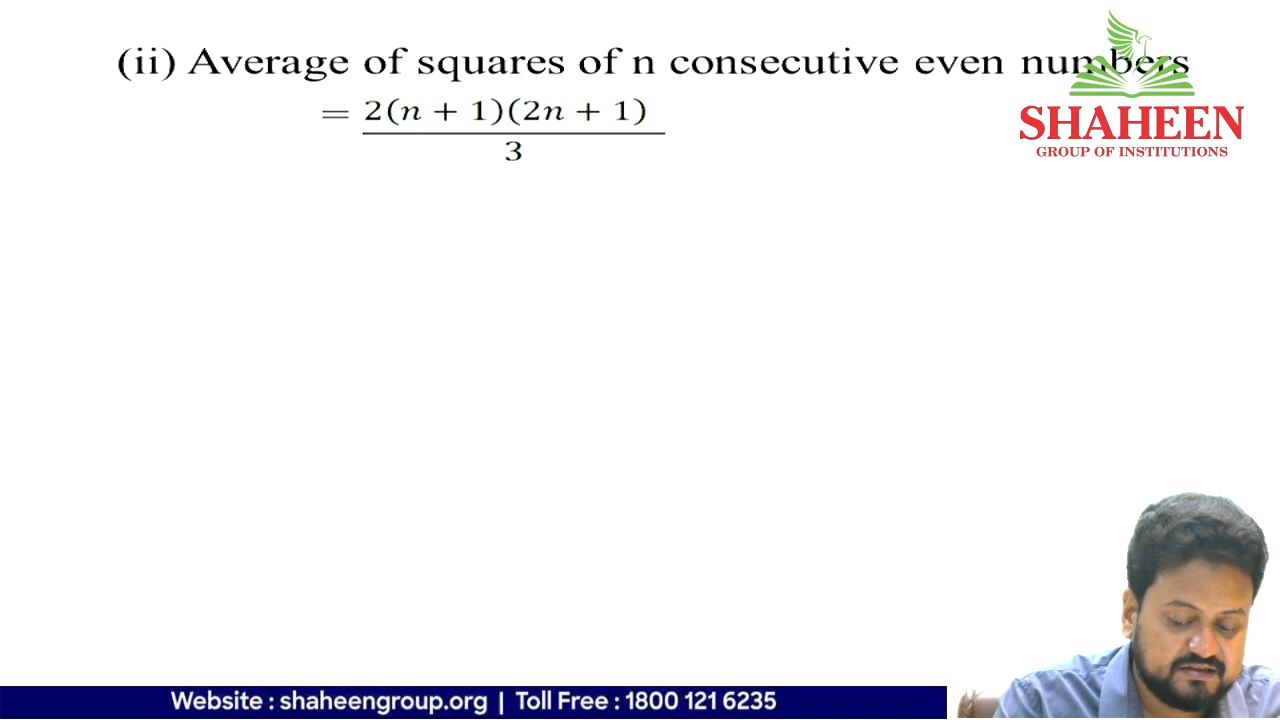 (ii) Average of squares of n consecutive even numbers
= 2(n + 1)(2n + 1)
3
SHAHEEN
GROUP OF INSTITUTIONS
Website : shaheengroup.org | Toll Free : 1800 121 6235